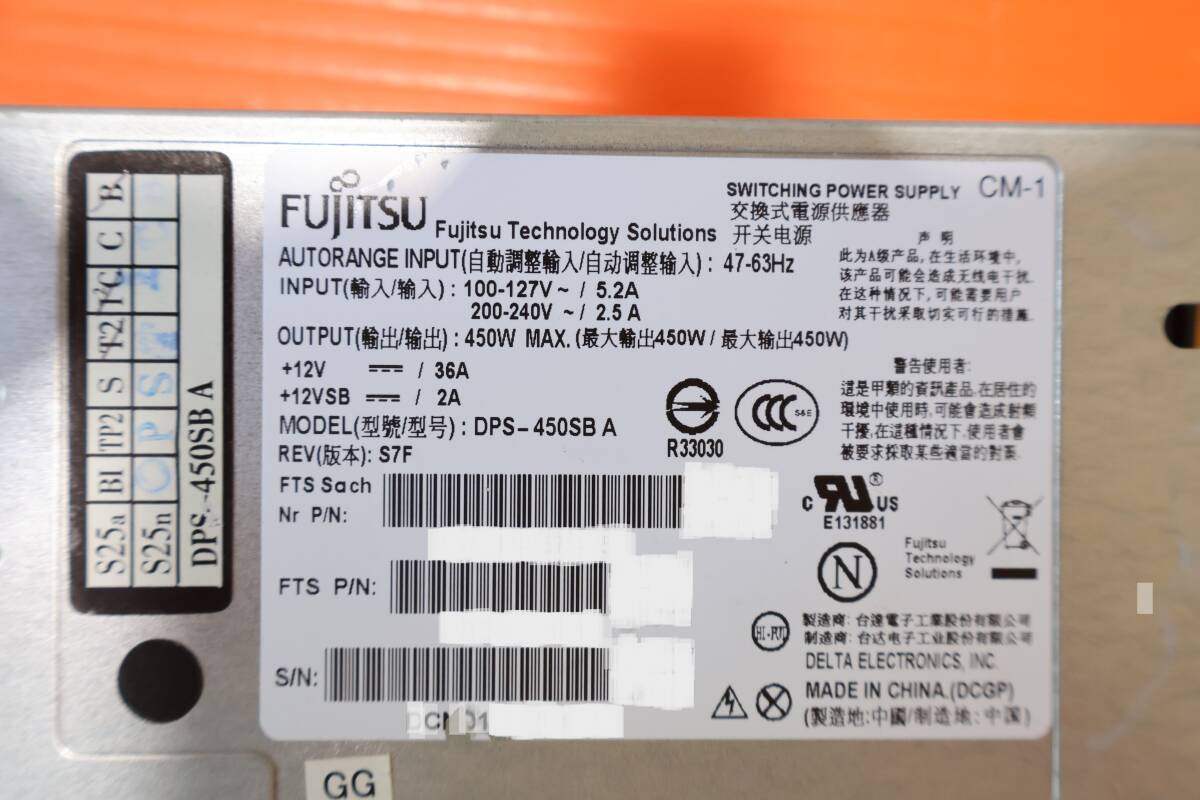 FUJITSU Fujitsu Technology Solutions
SWITCHING POWER SUPPLY CM-1
交換式電源供應器
开关电源
AUTORANGE INPUT(自動調整輸入/自动调整输入) : 47-63Hz
INPUT(輸入/输入) : 100-127V ~ / 5.2A
200-240V ~ / 2.5 A
OUTPUT(輸出/输出) : 450W MAX. (最大輸出450W / 最大输出450W)
+12V / 36A
+12VSB / 2A
MODEL(型號/型号) : DPS-450SB A
REV(版本): S7F
FTS Sach
Nr P/N:
FTS P/N:
S/N:
声 明
此为A级产品, 在生活环境中,
该产品可能会造成无线电干扰.
在这种情况下, 可能需要用户
对其干扰采取切实可行的措施.
警告使用者:
這是甲類的資訊產品,在居住的
環境中使用時,可能會造成射頻
干擾,在這種情況下,使用者會
被要求採取某些適當的對策.
R33030
CCC S&E
c RU US
E131881
N
Fujitsu
Technology
Solutions
HI-POT
製造商: 台達電子工業股份有限公司
制造商: 台达电子工业股份有限公司
DELTA ELECTRONICS, INC.
MADE IN CHINA.(DCGP)
(製造地:中國/制造地: 中国)
S25a BI TP2 S T2 C B
S25n O P S
DPS-450SB A
GG